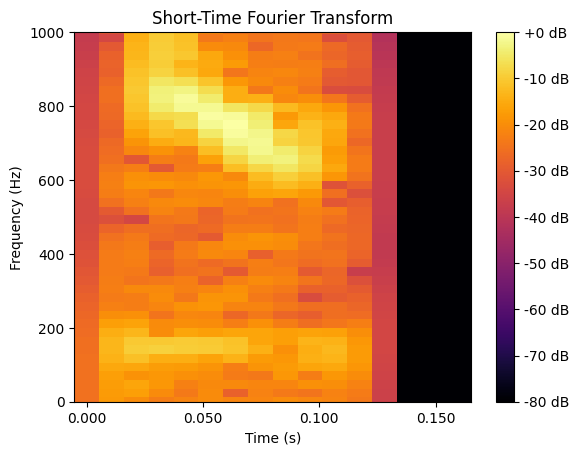 Short-Time Fourier Transform
Frequency (Hz)
1000
800
600
400
200
0
0.000
0.050
0.100
0.150
Time (s)
+0 dB
-10 dB
-20 dB
-30 dB
-40 dB
-50 dB
-60 dB
-70 dB
-80 dB